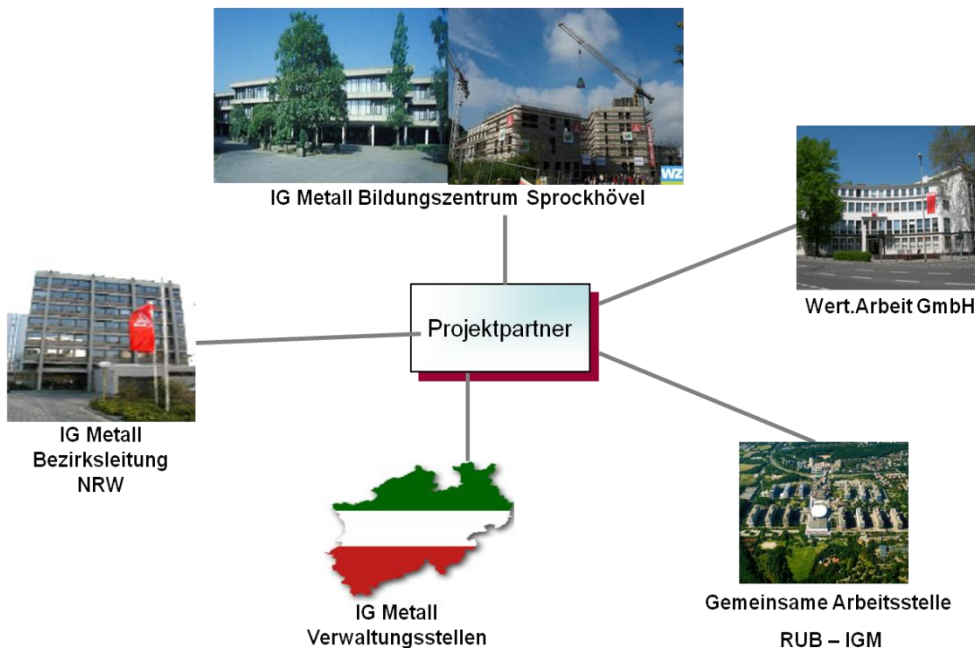 WZ
IG Metall Bildungszentrum Sprockhövel
Wert.Arbeit GmbH
Projektpartner
IG Metall
Bezirksleitung
NRW
IG Metall
Verwaltungsstellen
Gemeinsame Arbeitsstelle
RUB – IGM